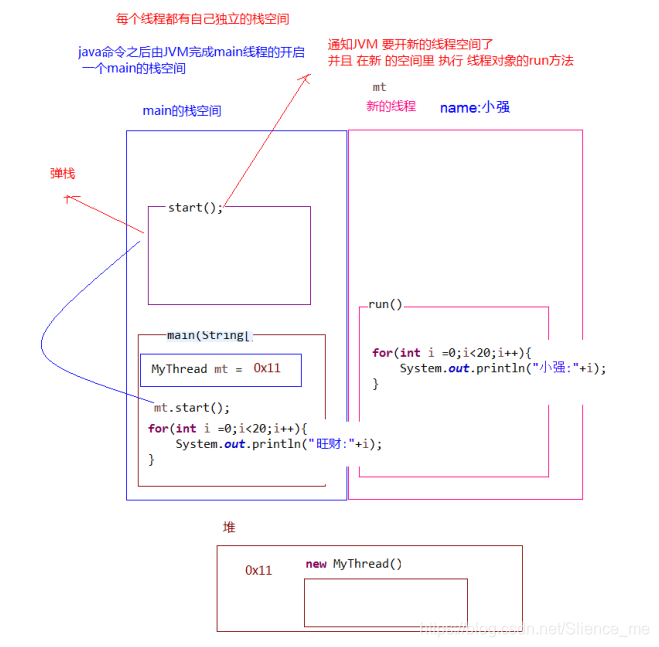 每个线程都有自己独立的栈空间
java命令之后由JVM完成main线程的开启
一个main的栈空间
通知JVM 要开新的线程空间了
并且 在新 的空间里 执行 线程对象的run方法
mt
新的线程 name:小强
main的栈空间
弹栈
start();
main(String[
MyThread mt = 0x11
mt.start();
for(int i =0;i<20;i++){
System.out.println("旺财:"+i);
}
run()
for(int i =0;i<20;i++){
System.out.println("小强:"+i);
}
堆
0x11 new MyThread()
https://blog.csdn.net/Slience_me